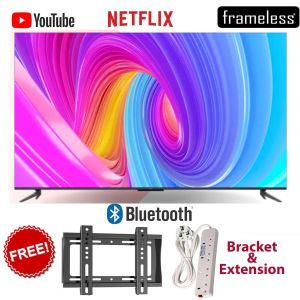 YouTube
NETFLIX
frameless
Bluetooth
FREE!
Bracket
&
Extension